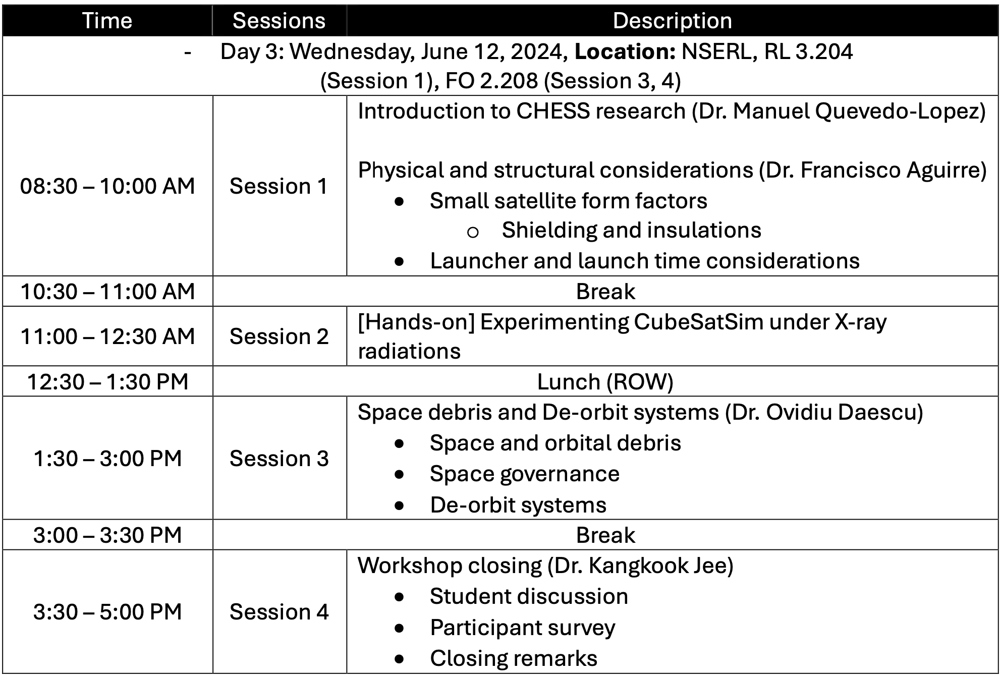 Time Sessions Description
- Day 3: Wednesday, June 12, 2024, Location: NSERL, RL 3.204
(Session 1), FO 2.208 (Session 3, 4)
08:30 – 10:00 AM
Session 1
Introduction to CHESS research (Dr. Manuel Quevedo-Lopez)
Physical and structural considerations (Dr. Francisco Aguirre)
● Small satellite form factors
○ Shielding and insulations
● Launcher and launch time considerations
10:30 – 11:00 AM Break
11:00 – 12:30 AM
Session 2
[Hands-on] Experimenting CubeSatSim under X-ray
radiations
12:30 – 1:30 PM Lunch (ROW)
1:30 – 3:00 PM
Session 3
Space debris and De-orbit systems (Dr. Ovidiu Daescu)
● Space and orbital debris
● Space governance
● De-orbit systems
3:00 – 3:30 PM Break
3:30 – 5:00 PM
Session 4
Workshop closing (Dr. Kangkook Jee)
● Student discussion
● Participant survey
● Closing remarks